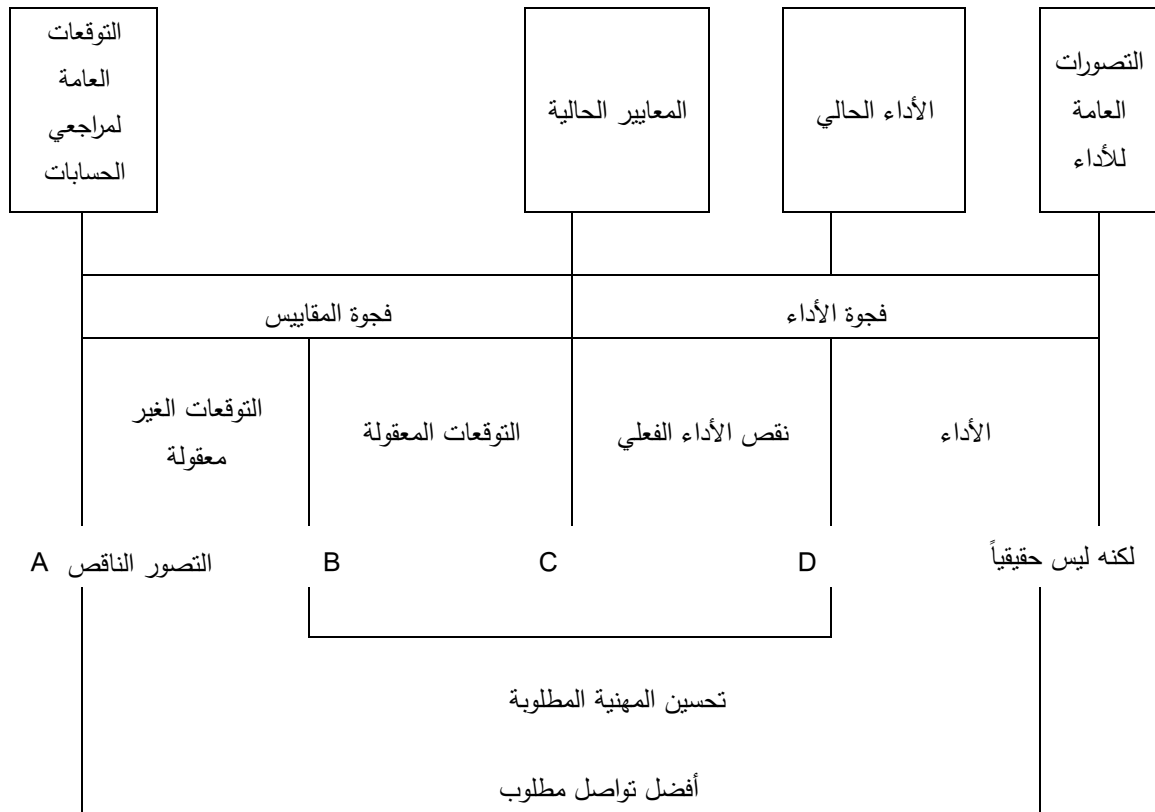 التوقعات
العامة
لمراجعي
الحسابات
المعايير الحالية
الأداء الحالي
التصورات
العامة
للأداء
فجوة المقاييس
فجوة الأداء
التوقعات الغير
معقولة
التوقعات المعقولة
نقص الأداء الفعلي
الأداء
A
التصور الناقص
B
C
D
لكنه ليس حقيقياً
تحسين المهنية المطلوبة
أفضل تواصل مطلوب